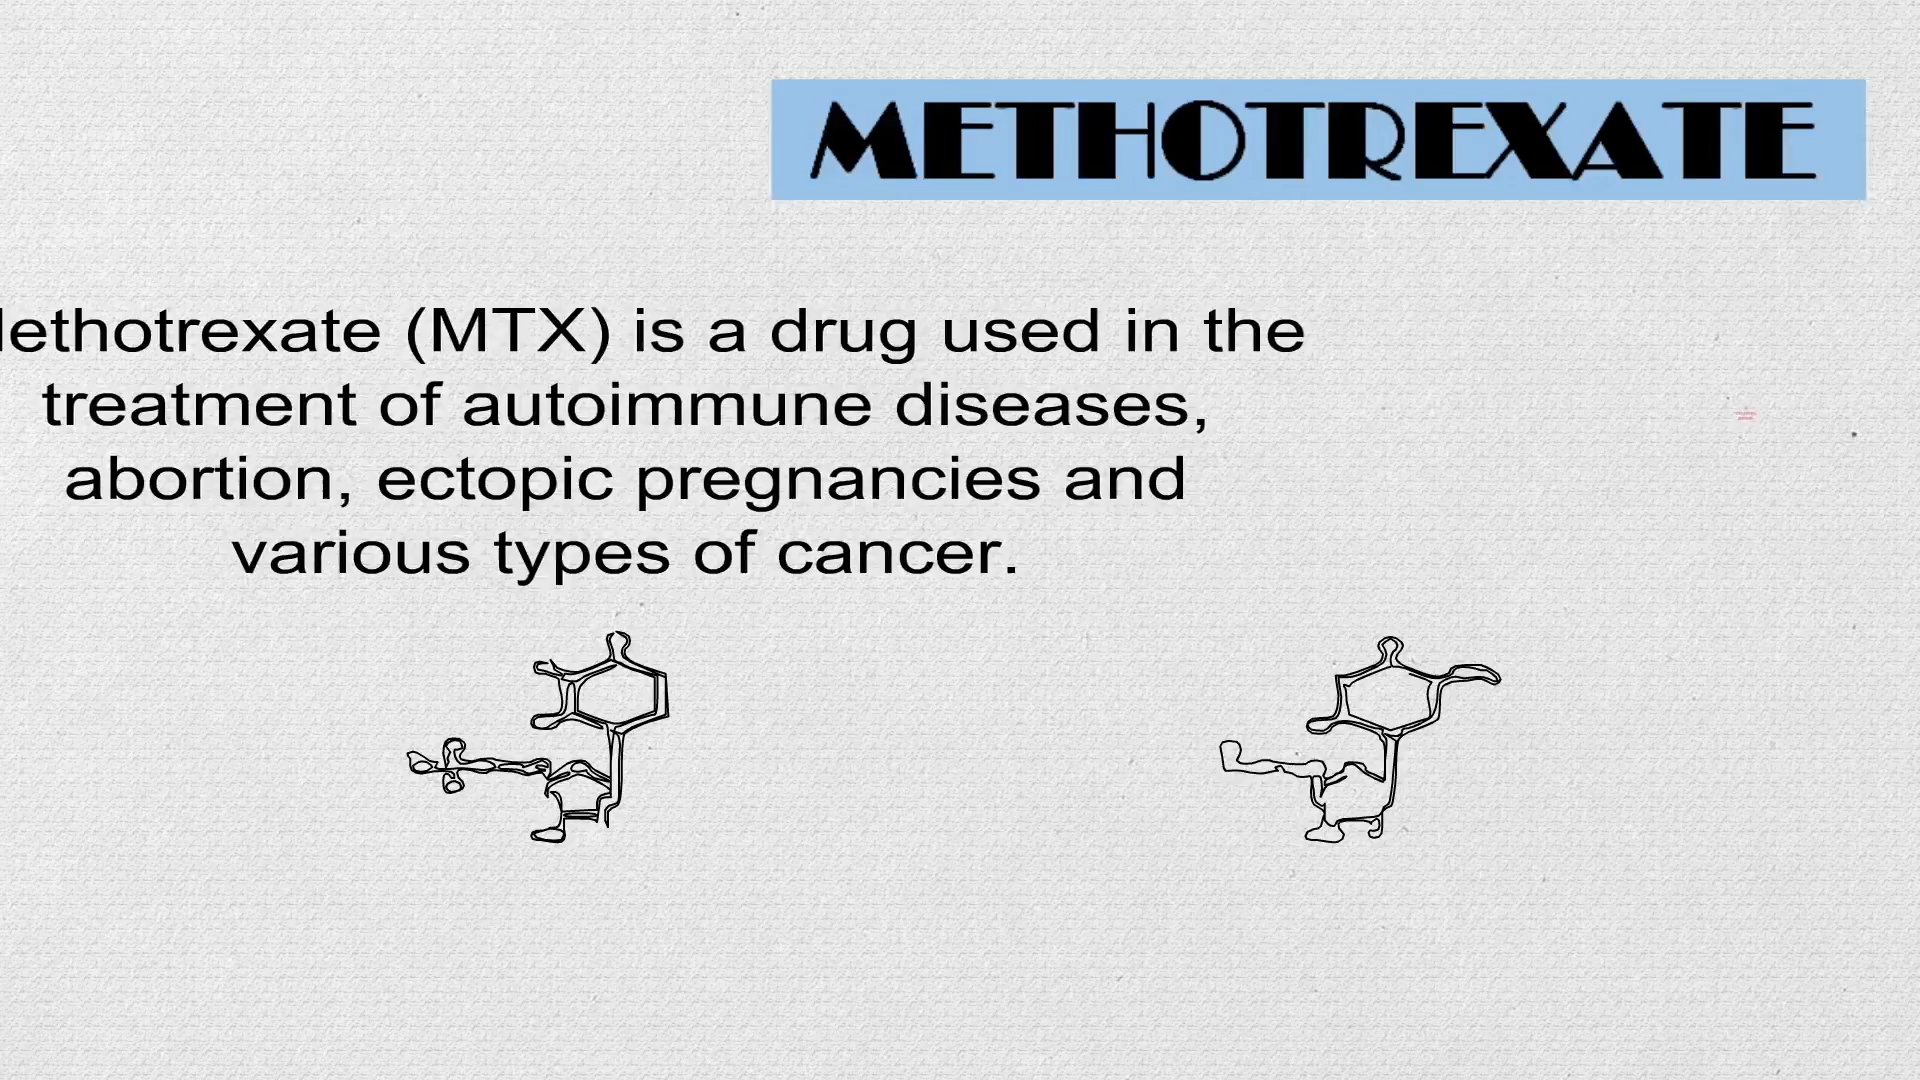 METHOTREXATE
ethotrexate (MTX) is a drug used in the
treatment of autoimmune diseases,
abortion, ectopic pregnancies and
various types of cancer.